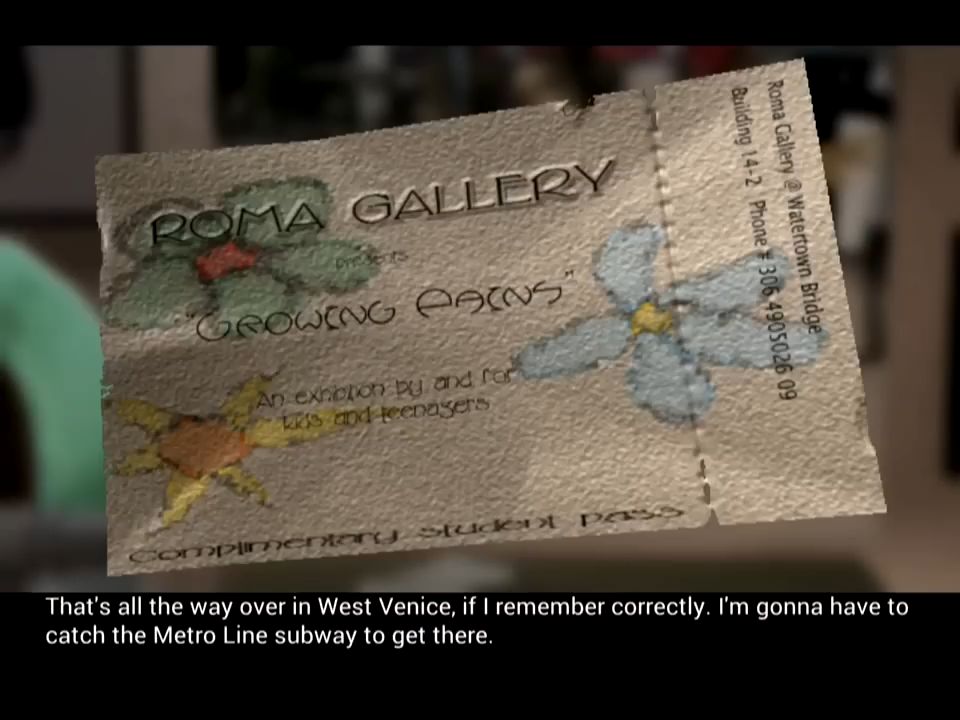 ROMA GALLERY
presents
"GROWING PAINS"
An exhibition by and for
kids and teenagers
Complimentary student pass
Roma Gallery @ Watertown Bridge
Building 14-2 Phone # 306 4905026 09
That's all the way over in West Venice, if I remember correctly. I'm gonna have to
catch the Metro Line subway to get there.